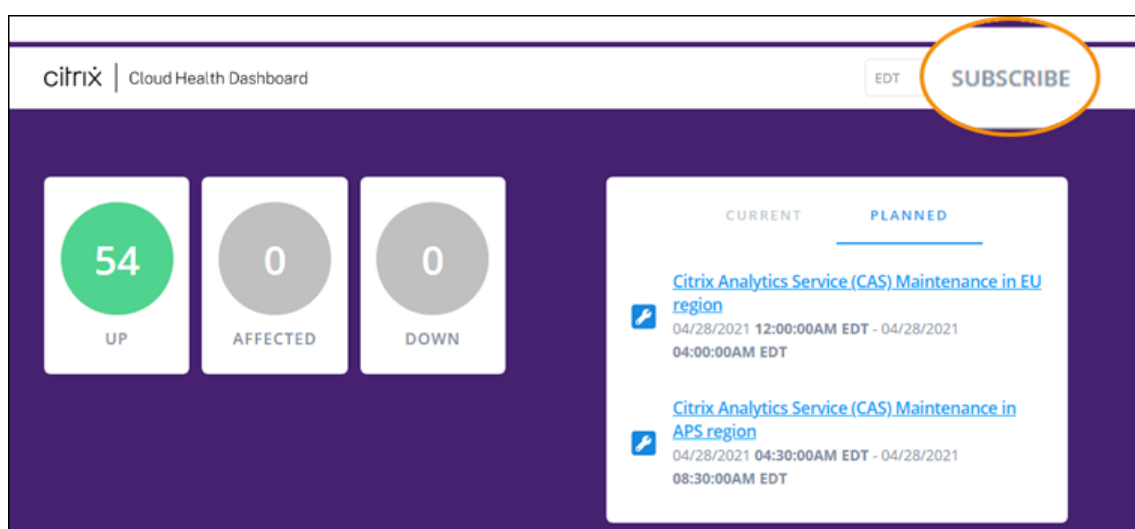 citrix | Cloud Health Dashboard
EDT
SUBSCRIBE
54
UP
0
AFFECTED
0
DOWN
CURRENT
PLANNED
Citrix Analytics Service (CAS) Maintenance in EU
region
04/28/2021 12:00:00AM EDT - 04/28/2021
04:00:00AM EDT
Citrix Analytics Service (CAS) Maintenance in
APS region
04/28/2021 04:30:00AM EDT - 04/28/2021
08:30:00AM EDT